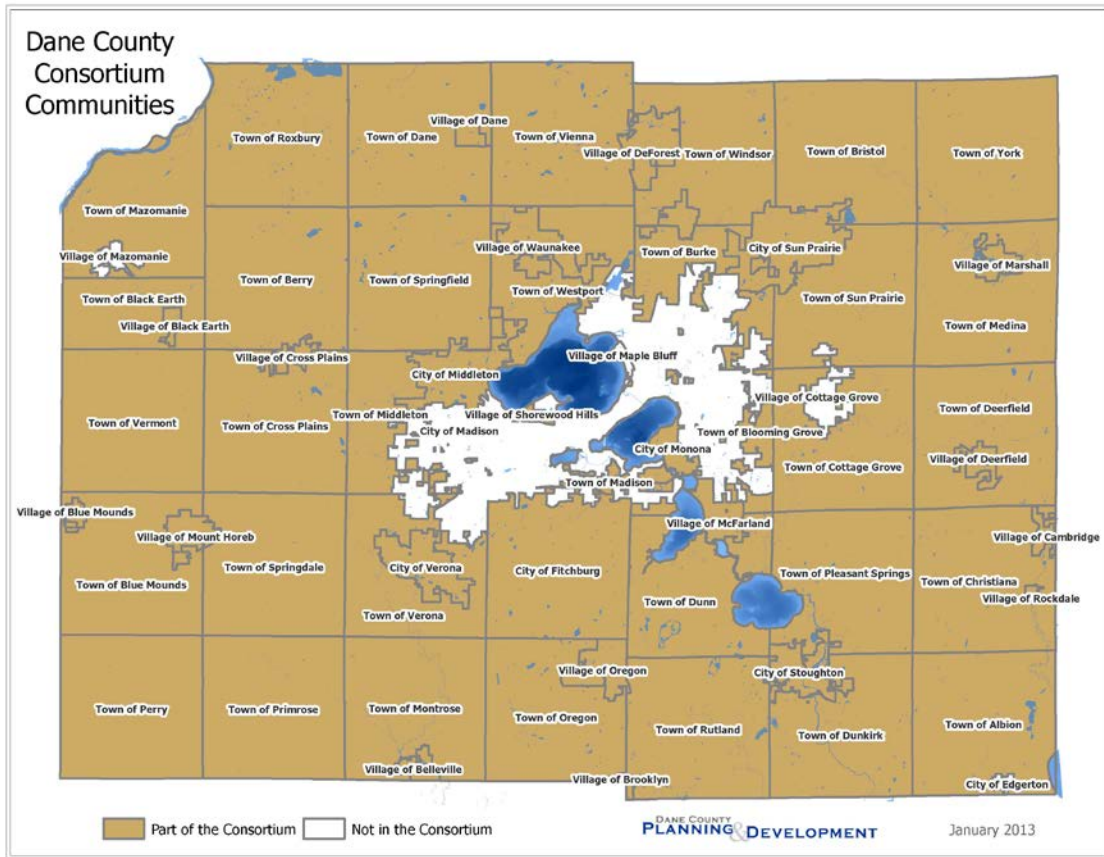 Dane County
Consortium
Communities
Village of Dane
Town of Roxbury
Town of Dane
Town of Vienna
Village of DeForest
Town of Windsor
Town of Bristol
Town of York
Town of Mazomanie
Village of Mazomanie
Village of Waunakee
Town of Burke
City of Sun Prairie
Village of Marshall
Town of Berry
Town of Springfield
Town of Westport
Town of Black Earth
Town of Sun Prairie
Village of Black Earth
Town of Medina
Village of Cross Plains
Village of Maple Bluff
City of Middleton
Village of Cottage Grove
Town of Deerfield
Town of Middleton
Village of Shorewood Hills
Town of Vermont
Town of Cross Plains
City of Madison
Town of Blooming Grove
City of Monona
Village of Deerfield
Town of Cottage Grove
Town of Madison
Village of Blue Mounds
Village of McFarland
Village of Mount Horeb
Village of Cambridge
Town of Springdale
City of Verona
City of Fitchburg
Town of Pleasant Springs
Town of Blue Mounds
Town of Christiana
Village of Rockdale
Town of Verona
Town of Dunn
Village of Oregon
City of Stoughton
Town of Perry
Town of Primrose
Town of Montrose
Town of Oregon
Town of Rutland
Town of Dunkirk
Town of Albion
Village of Belleville
Village of Brooklyn
City of Edgerton
Part of the Consortium
Not in the Consortium
DANE COUNTY
PLANNING & DEVELOPMENT
January 2013